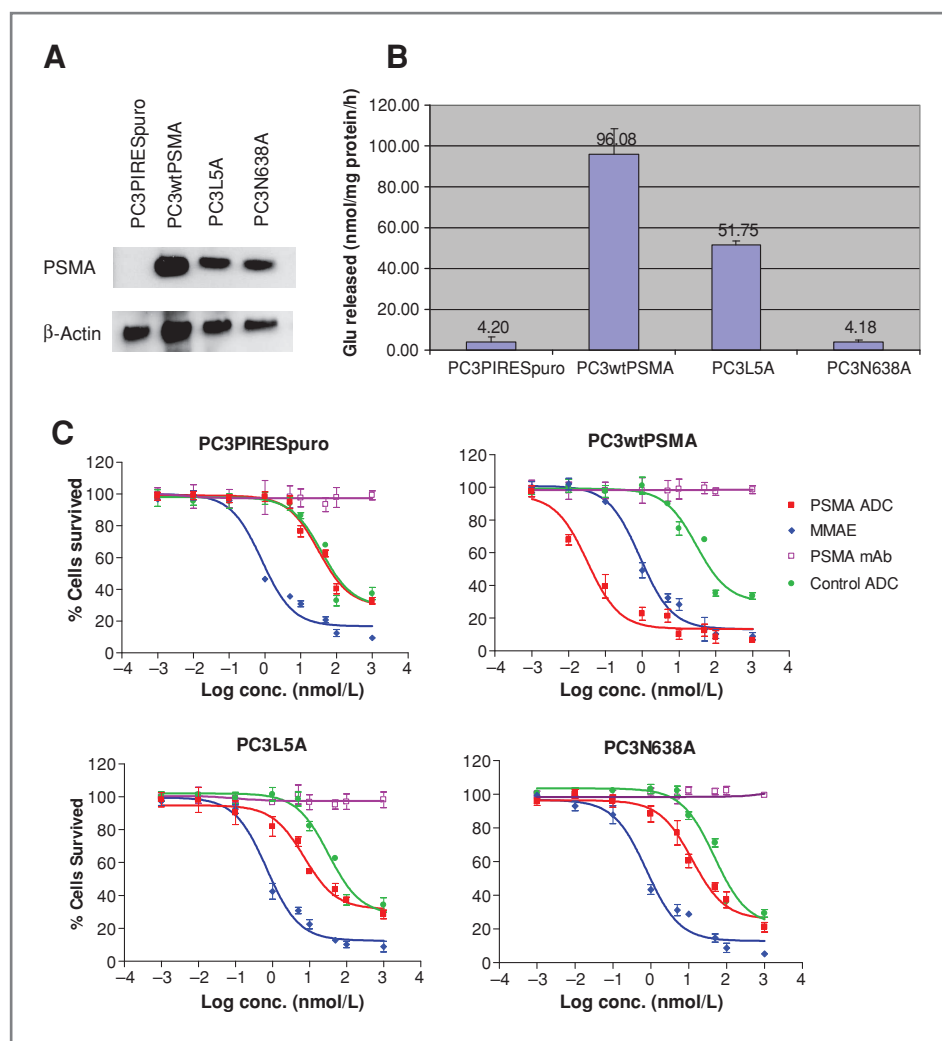 A
PC3PIRESpuro
PC3wtPSMA
PC3L5A
PC3N638A
PSMA
β-Actin
B
Glu released (nmol/mg protein/h)
120.00
100.00
80.00
60.00
40.00
20.00
0.00
4.20
96.08
51.75
4.18
PC3PIRESpuro PC3wtPSMA PC3L5A PC3N638A
C
PC3PIRESpuro
% Cells survived
120
100
80
60
40
20
0
−4 −3 −2 −1 0 1 2 3 4
Log conc. (nmol/L)
PC3wtPSMA
120
100
80
60
40
20
0
−4 −3 −2 −1 0 1 2 3 4
Log conc. (nmol/L)
PSMA ADC
MMAE
PSMA mAb
Control ADC
PC3L5A
% Cells Survived
120
100
80
60
40
20
0
−4 −3 −2 −1 0 1 2 3 4
Log conc. (nmol/L)
PC3N638A
120
100
80
60
40
20
0
−4 −3 −2 −1 0 1 2 3 4
Log conc. (nmol/L)